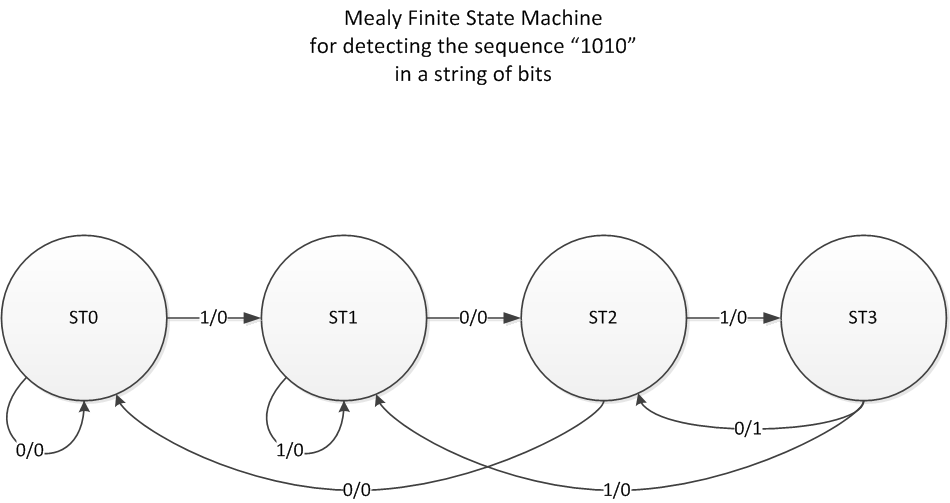 Mealy Finite State Machine
for detecting the sequence “1010”
in a string of bits
ST0
1/0
ST1
0/0
ST2
1/0
ST3
0/0
1/0
0/1
0/0
1/0